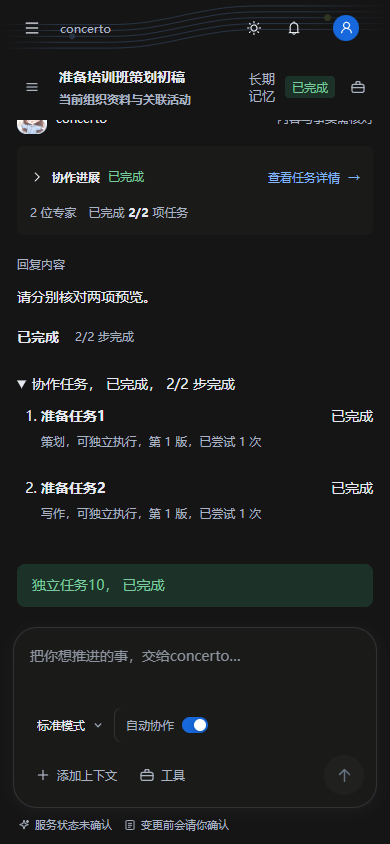 concerto
准备培训班策划初稿
当前组织资料与关联活动
长期记忆
已完成
concerto
内容与事实需核对
协作进展 已完成
查看任务详情 →
2 位专家 已完成 2/2 项任务
回复内容
请分别核对两项预览。
已完成 2/2 步完成
▼ 协作任务， 已完成， 2/2 步完成
1. 准备任务1 已完成
策划，可独立执行，第 1 版，已尝试 1 次
2. 准备任务2 已完成
写作，可独立执行，第 1 版，已尝试 1 次
独立任务10， 已完成
把你想推进的事，交给concerto...
标准模式 自动协作
添加上下文 工具
服务状态未确认 变更前会请你确认